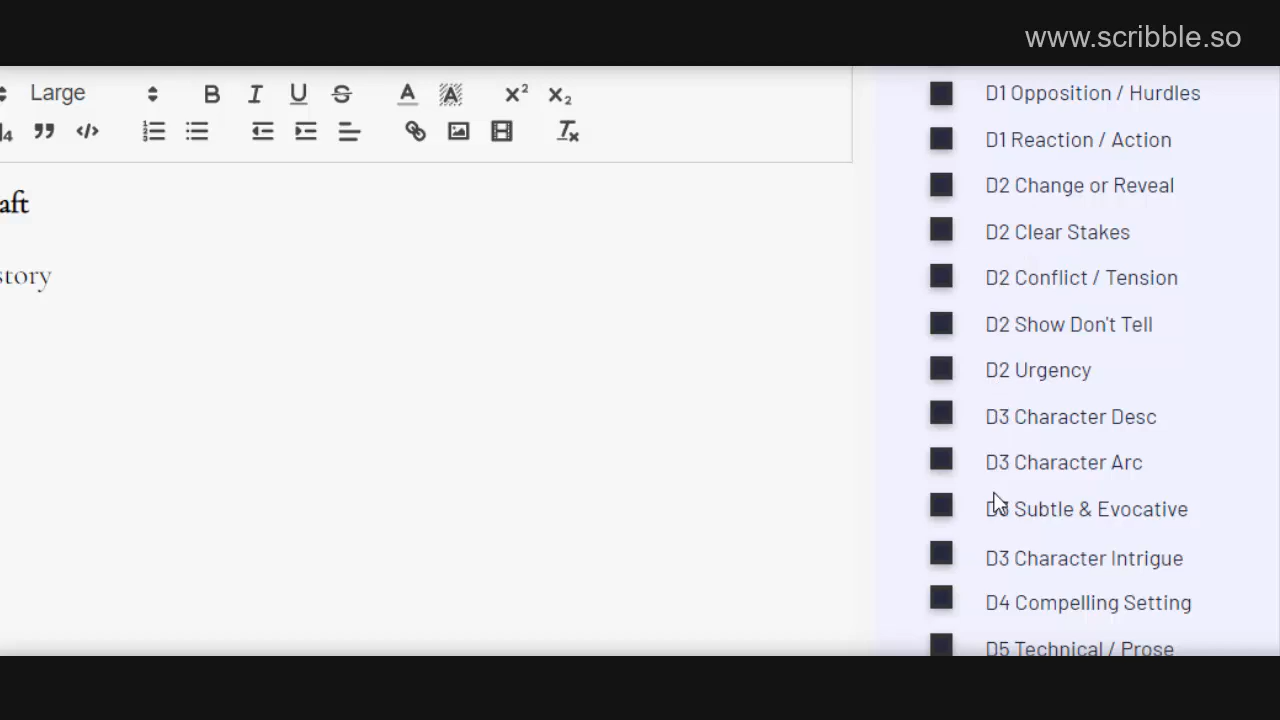 www.scribble.so
Large
D1 Opposition / Hurdles
D1 Reaction / Action
D2 Change or Reveal
aft
D2 Clear Stakes
story
D2 Conflict / Tension
D2 Show Don't Tell
D2 Urgency
D3 Character Desc
D3 Character Arc
D3 Subtle & Evocative
D3 Character Intrigue
D4 Compelling Setting
D5 Technical / Prose